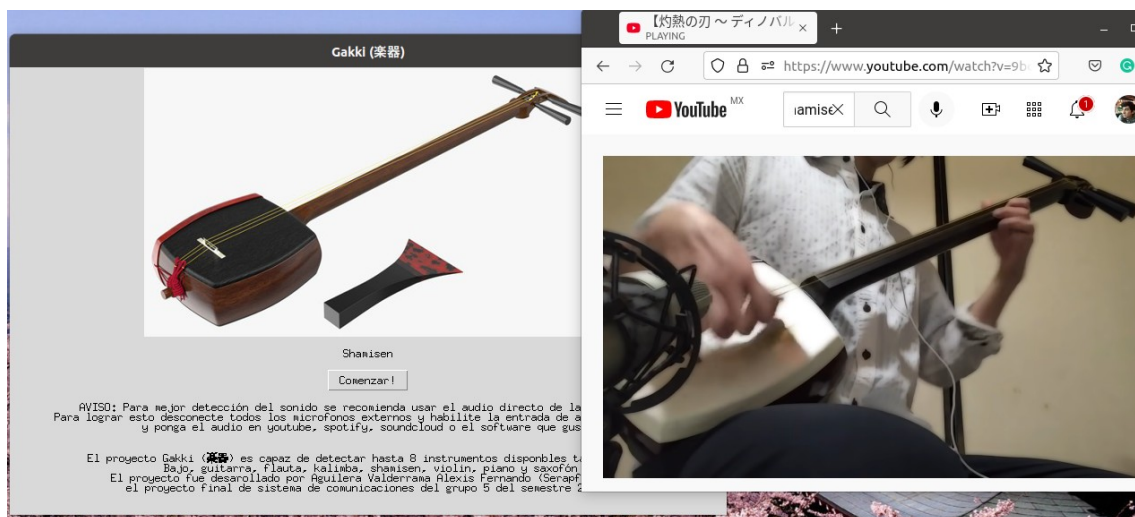 Gakki (楽器)
Shamisen
Comenzar!
AVISO: Para mejor detección del sonido se recomienda usar el audio directo de la
Para lograr esto desconecte todos los microfonos externos y habilite la entrada de a
y ponga el audio en youtube, spotify, soundcloud o el software que gus
El proyecto Gakki (楽器) es capaz de detectar hasta 8 instrumentos disponbles ta
Bajo, guitarra, flauta, kalimba, shamisen, violin, piano y saxofón
El proyecto fue desarollado por Aguilera Valderrama Alexis Fernando (Serapf
el proyecto final de sistema de comunicaciones del grupo 5 del semestre 2
【灼熱の刃 ～ ディノバル
PLAYING
https://www.youtube.com/watch?v=9b
YouTube MX
amise
1